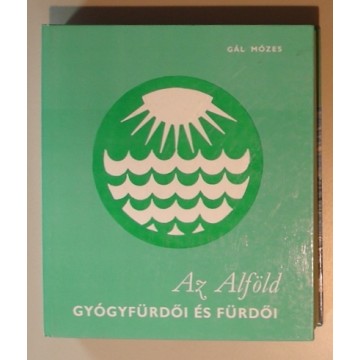 GÁL MÓZES
Az Alföld
GYÓGYFÜRDŐI ÉS FÜRDŐI